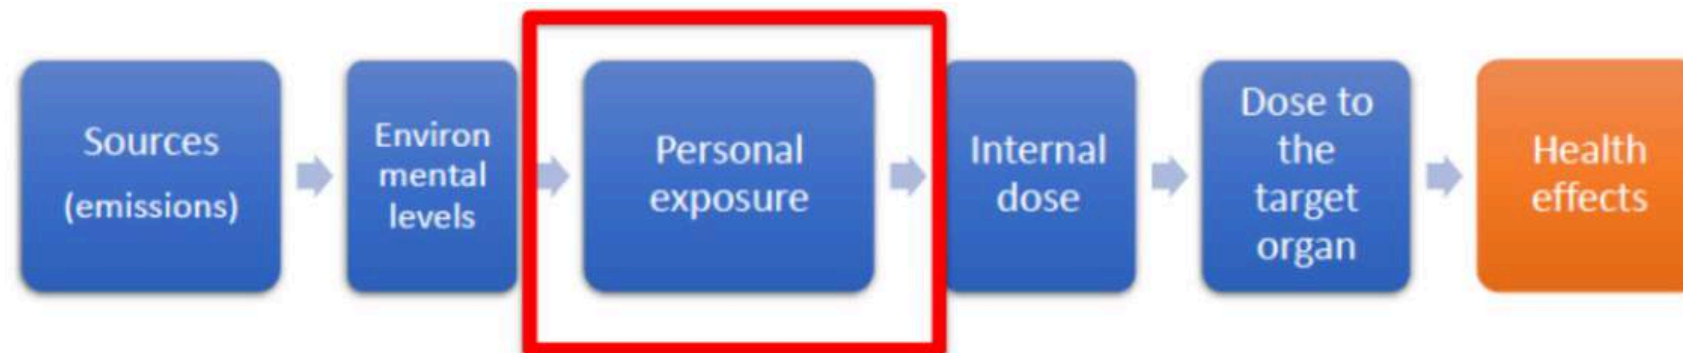 Sources
(emissions)
Environ
mental
levels
Personal
exposure
Internal
dose
Dose to
the
target
organ
Health
effects